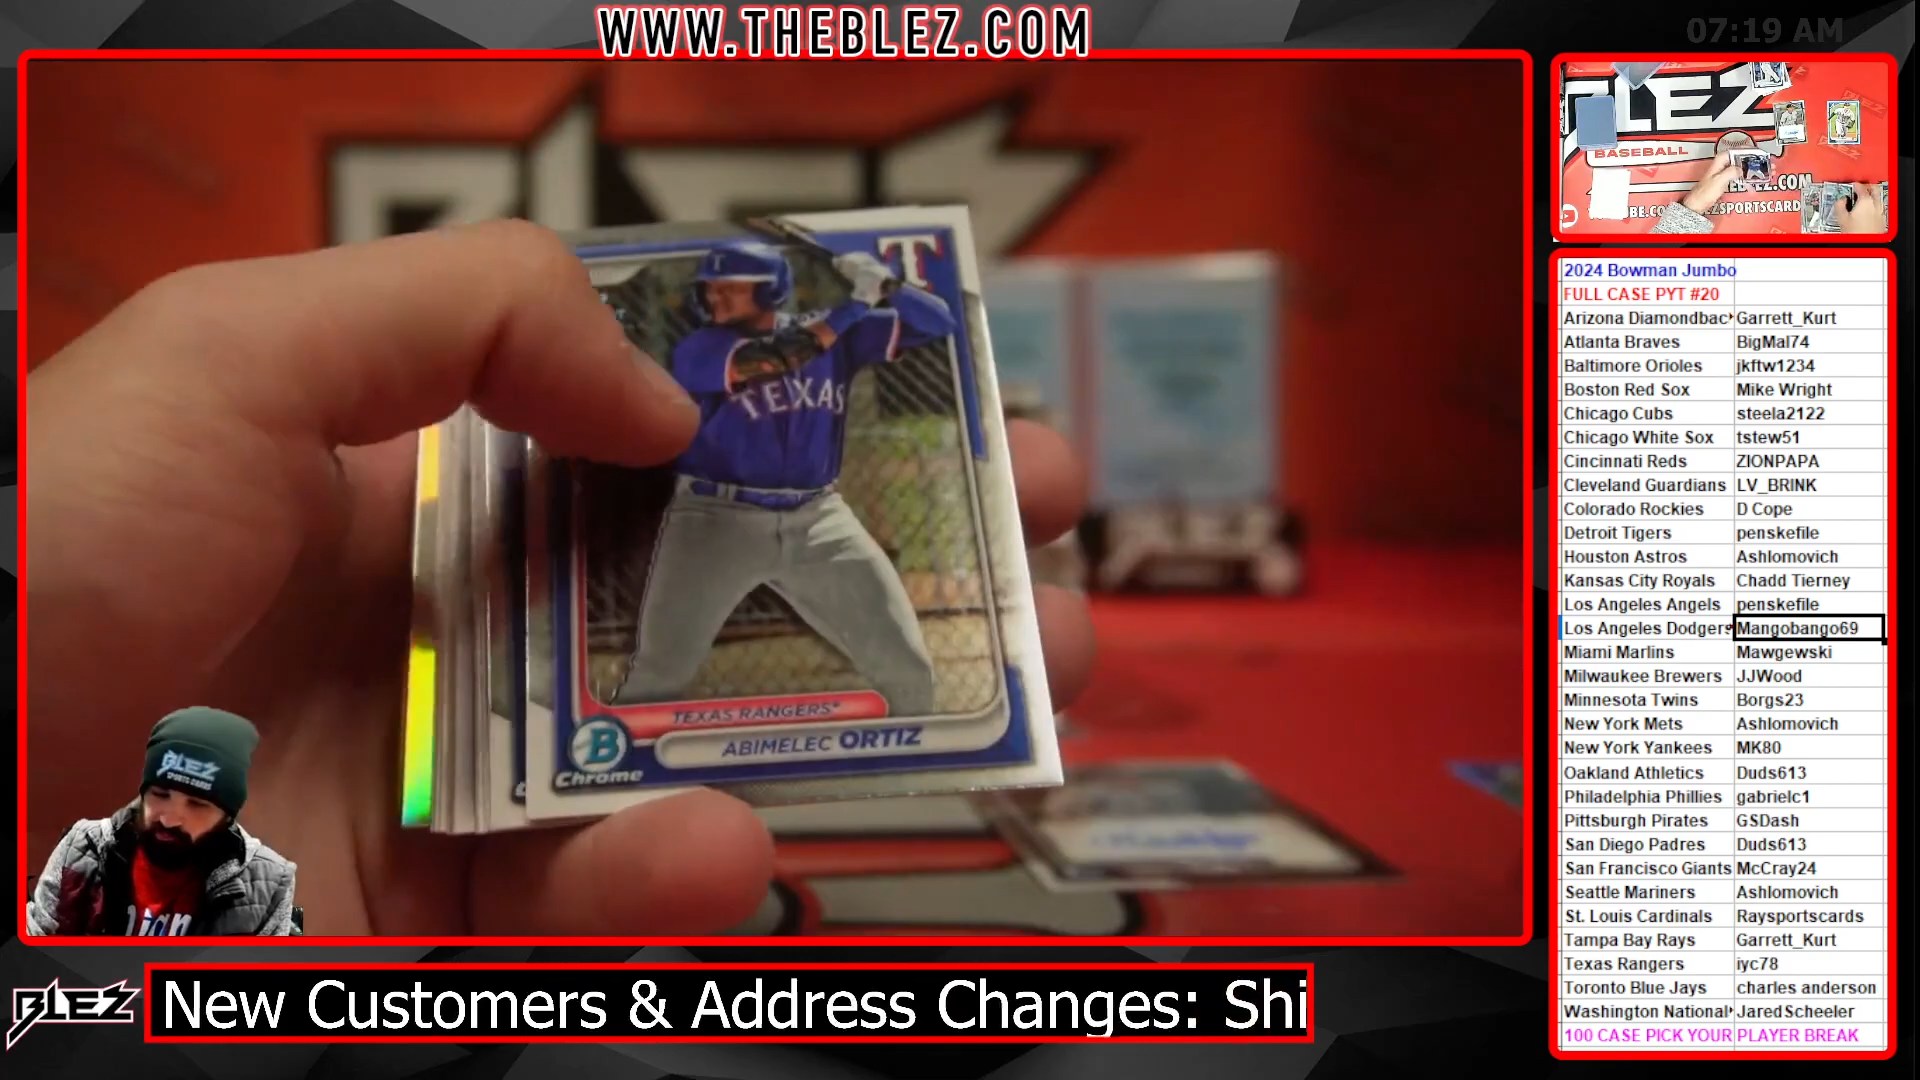 WWW.THEBLEZ.COM
07:19 AM
BLEZ
BASEBALL
T
TEXAS
TEXAS RANGERS
ABIMELEC ORTIZ
B
Chrome
BLEZ
SPORTS CARDS
2024 Bowman Jumbo
FULL CASE PYT #20
Arizona Diamondbac Garrett_Kurt
Atlanta Braves BigMal74
Baltimore Orioles jkftw1234
Boston Red Sox Mike Wright
Chicago Cubs steela2122
Chicago White Sox tstew51
Cincinnati Reds ZIONPAPA
Cleveland Guardians LV_BRINK
Colorado Rockies D Cope
Detroit Tigers penskefile
Houston Astros Ashlomovich
Kansas City Royals Chadd Tierney
Los Angeles Angels penskefile
Los Angeles Dodgers Mangobango69
Miami Marlins Mawgewski
Milwaukee Brewers JJWood
Minnesota Twins Borgs23
New York Mets Ashlomovich
New York Yankees MK80
Oakland Athletics Duds613
Philadelphia Phillies gabrielc1
Pittsburgh Pirates GSDash
San Diego Padres Duds613
San Francisco Giants McCray24
Seattle Mariners Ashlomovich
St. Louis Cardinals Raysportscards
Tampa Bay Rays Garrett_Kurt
Texas Rangers iyc78
Toronto Blue Jays charles anderson
Washington National JaredScheeler
100 CASE PICK YOUR PLAYER BREAK
BLEZ
New Customers & Address Changes: Shi